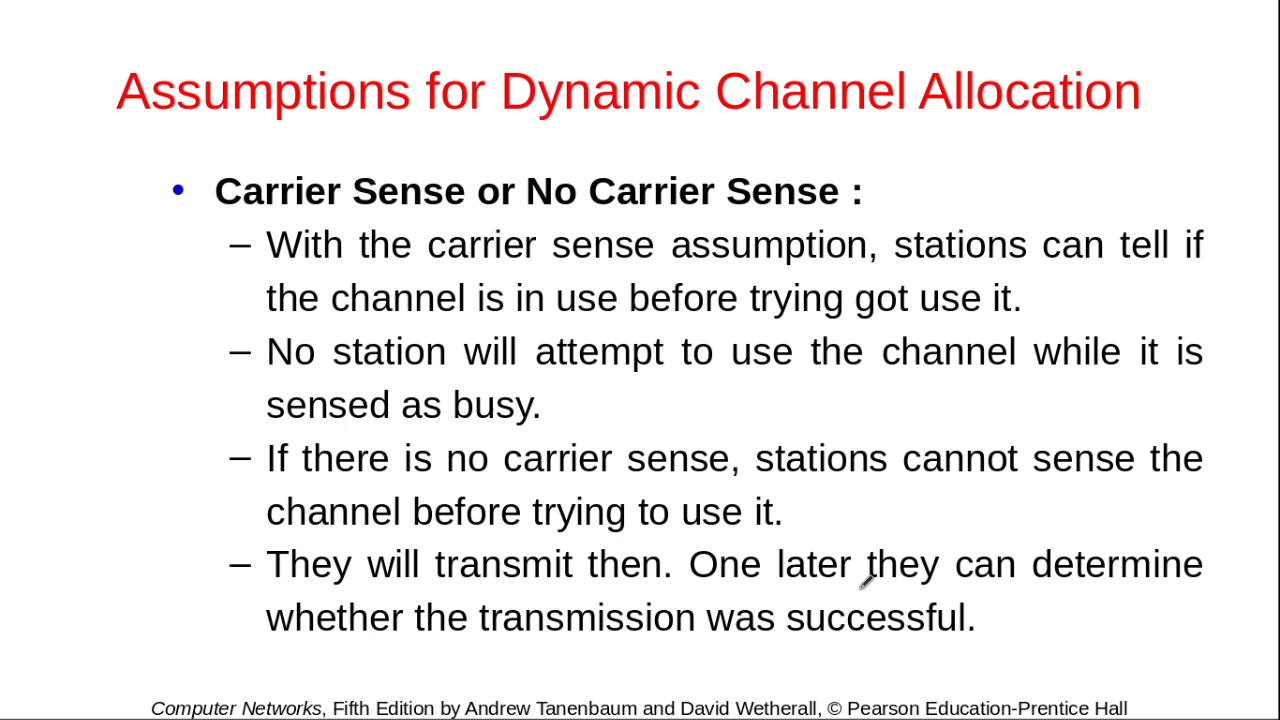 Assumptions for Dynamic Channel Allocation
• Carrier Sense or No Carrier Sense :
– With the carrier sense assumption, stations can tell if
the channel is in use before trying got use it.
– No station will attempt to use the channel while it is
sensed as busy.
– If there is no carrier sense, stations cannot sense the
channel before trying to use it.
– They will transmit then. One later they can determine
whether the transmission was successful.
Computer Networks, Fifth Edition by Andrew Tanenbaum and David Wetherall, © Pearson Education-Prentice Hall